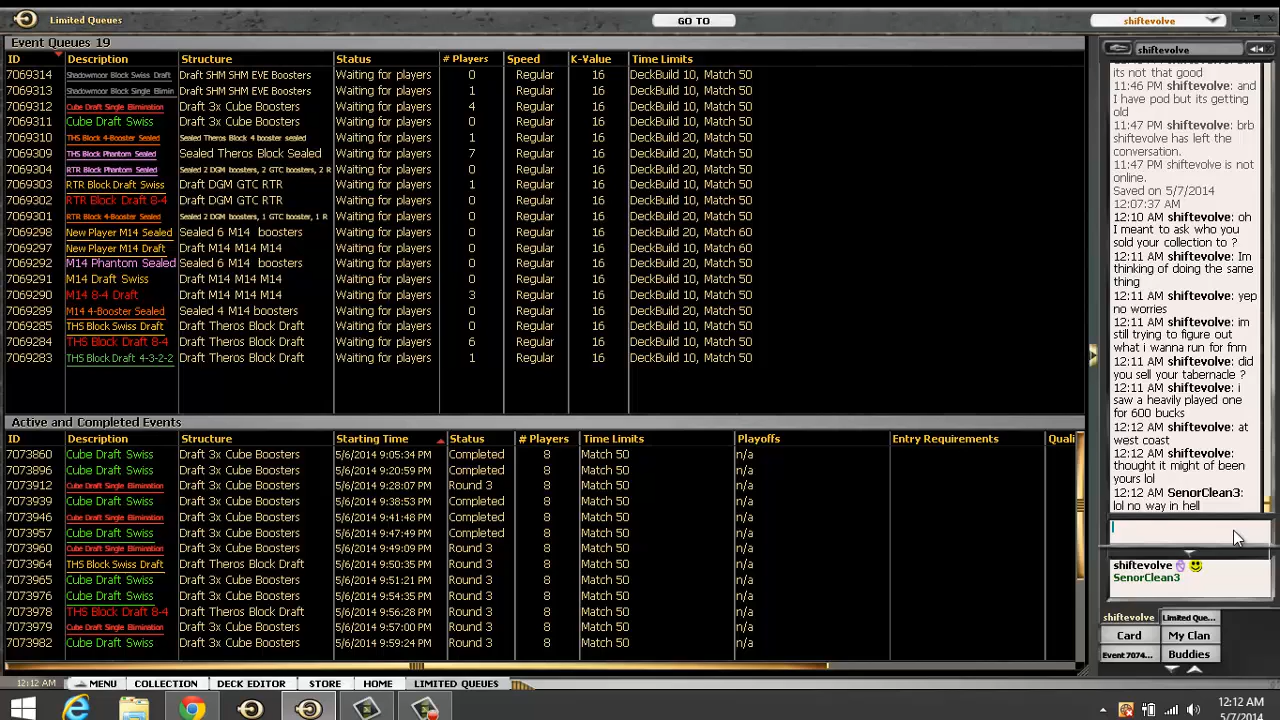 Limited Queues GO TO shiftevolve
Event Queues 19
ID Description Structure Status # Players Speed K-Value Time Limits
7069314 Shadowmoor Block Swiss Draft Draft SHM SHM EVE Boosters Waiting for players 0 Regular 16 DeckBuild 10, Match 50
7069313 Shadowmoor Block Single Elimin Draft SHM SHM EVE Boosters Waiting for players 1 Regular 16 DeckBuild 10, Match 50
7069312 Cube Draft Single Elimination Draft 3x Cube Boosters Waiting for players 4 Regular 16 DeckBuild 10, Match 50
7069311 Cube Draft Swiss Draft 3x Cube Boosters Waiting for players 0 Regular 16 DeckBuild 10, Match 50
7069310 THS Block 4-Booster Sealed Sealed Theros Block 4 booster sealed Waiting for players 1 Regular 16 DeckBuild 20, Match 50
7069309 THS Block Phantom Sealed Sealed Theros Block Sealed Waiting for players 7 Regular 16 DeckBuild 20, Match 50
7069304 RTR Block Phantom Sealed Sealed 2 DGM boosters, 2 GTC boosters, 2 R Waiting for players 0 Regular 16 DeckBuild 20, Match 50
7069303 RTR Block Draft Swiss Draft DGM GTC RTR Waiting for players 1 Regular 16 DeckBuild 10, Match 50
7069302 RTR Block Draft 8-4 Draft DGM GTC RTR Waiting for players 0 Regular 16 DeckBuild 10, Match 50
7069301 RTR Block 4-Booster Sealed Sealed 2 DGM boosters, 1 GTC booster, 1 R Waiting for players 0 Regular 16 DeckBuild 20, Match 50
7069298 New Player M14 Sealed Sealed 6 M14 boosters Waiting for players 0 Regular 16 DeckBuild 20, Match 60
7069297 New Player M14 Draft Draft M14 M14 M14 Waiting for players 0 Regular 16 DeckBuild 10, Match 60
7069292 M14 Phantom Sealed Sealed 6 M14 boosters Waiting for players 0 Regular 16 DeckBuild 20, Match 50
7069291 M14 Draft Swiss Draft M14 M14 M14 Waiting for players 0 Regular 16 DeckBuild 10, Match 50
7069290 M14 8-4 Draft Draft M14 M14 M14 Waiting for players 3 Regular 16 DeckBuild 10, Match 50
7069289 M14 4-Booster Sealed Sealed 4 M14 boosters Waiting for players 0 Regular 16 DeckBuild 20, Match 50
7069285 THS Block Swiss Draft Draft Theros Block Draft Waiting for players 0 Regular 16 DeckBuild 10, Match 50
7069284 THS Block Draft 8-4 Draft Theros Block Draft Waiting for players 6 Regular 16 DeckBuild 10, Match 50
7069283 THS Block Draft 4-3-2-2 Draft Theros Block Draft Waiting for players 1 Regular 16 DeckBuild 10, Match 50
Active and Completed Events
ID Description Structure Starting Time Status # Players Time Limits Playoffs Entry Requirements Quali
7073860 Cube Draft Swiss Draft 3x Cube Boosters 5/6/2014 9:05:34 PM Completed 8 Match 50 n/a
7073896 Cube Draft Swiss Draft 3x Cube Boosters 5/6/2014 9:20:59 PM Completed 8 Match 50 n/a
7073912 Cube Draft Single Elimination Draft 3x Cube Boosters 5/6/2014 9:28:07 PM Round 3 8 Match 50 n/a
7073939 Cube Draft Swiss Draft 3x Cube Boosters 5/6/2014 9:38:53 PM Completed 8 Match 50 n/a
7073946 Cube Draft Single Elimination Draft 3x Cube Boosters 5/6/2014 9:41:48 PM Completed 8 Match 50 n/a
7073957 Cube Draft Swiss Draft 3x Cube Boosters 5/6/2014 9:47:49 PM Completed 8 Match 50 n/a
7073960 Cube Draft Single Elimination Draft 3x Cube Boosters 5/6/2014 9:49:09 PM Round 3 8 Match 50 n/a
7073964 THS Block Swiss Draft Draft Theros Block Draft 5/6/2014 9:50:35 PM Round 3 8 Match 50 n/a
7073965 Cube Draft Swiss Draft 3x Cube Boosters 5/6/2014 9:51:21 PM Round 3 8 Match 50 n/a
7073976 Cube Draft Swiss Draft 3x Cube Boosters 5/6/2014 9:54:35 PM Round 3 8 Match 50 n/a
7073978 THS Block Draft 8-4 Draft Theros Block Draft 5/6/2014 9:56:28 PM Round 3 8 Match 50 n/a
7073979 Cube Draft Single Elimination Draft 3x Cube Boosters 5/6/2014 9:57:00 PM Round 3 8 Match 50 n/a
7073982 Cube Draft Swiss Draft 3x Cube Boosters 5/6/2014 9:59:24 PM Round 3 8 Match 50 n/a
shiftevolve
its not that good
11:46 PM shiftevolve: and
I have pod but its getting
old
11:47 PM shiftevolve: brb
shiftevolve has left the
conversation.
11:47 PM shiftevolve is not
online.
Saved on 5/7/2014
12:07:37 AM
12:10 AM shiftevolve: oh
I meant to ask who you
sold your collection to ?
12:11 AM shiftevolve: Im
thinking of doing the same
thing
12:11 AM shiftevolve: yep
no worries
12:11 AM shiftevolve: im
still trying to figure out
what i wanna run for fnm
12:11 AM shiftevolve: did
you sell your tabernacle ?
12:11 AM shiftevolve: i
saw a heavily played one
for 600 bucks
12:12 AM shiftevolve: at
west coast
12:12 AM shiftevolve:
thought it might of been
yours lol
12:12 AM SenorClean3:
lol no way in hell
shiftevolve
SenorClean3
shiftevolve Limited Que...
Card My Clan
Event 7074... Buddies
12:12 AM MENU COLLECTION DECK EDITOR STORE HOME LIMITED QUEUES
12:12 AM
5/7/2014